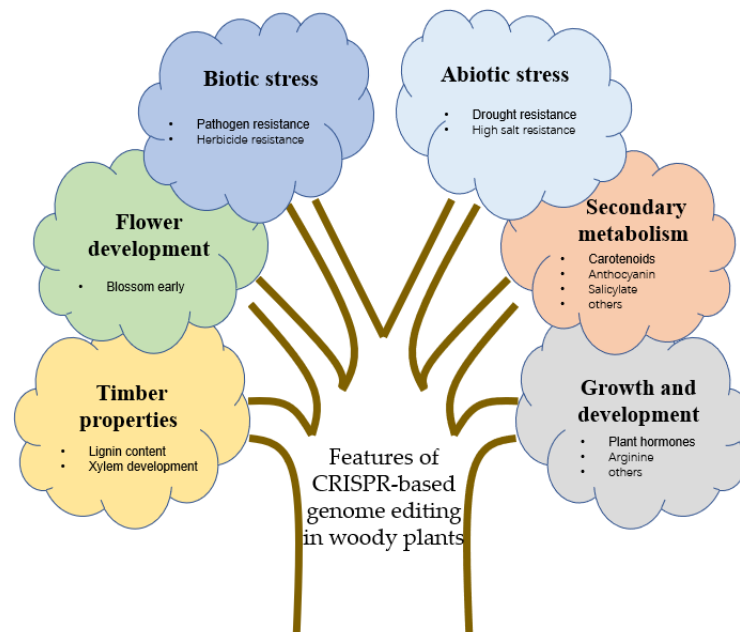 Biotic stress
• Pathogen resistance
• Herbicide resistance
Abiotic stress
• Drought resistance
• High salt resistance
Flower
development
• Blossom early
Secondary
metabolism
• Carotenoids
• Anthocyanin
• Salicylate
• others
Timber
properties
• Lignin content
• Xylem development
Growth and
development
• Plant hormones
• Arginine
• others
Features of
CRISPR-based
genome editing
in woody plants